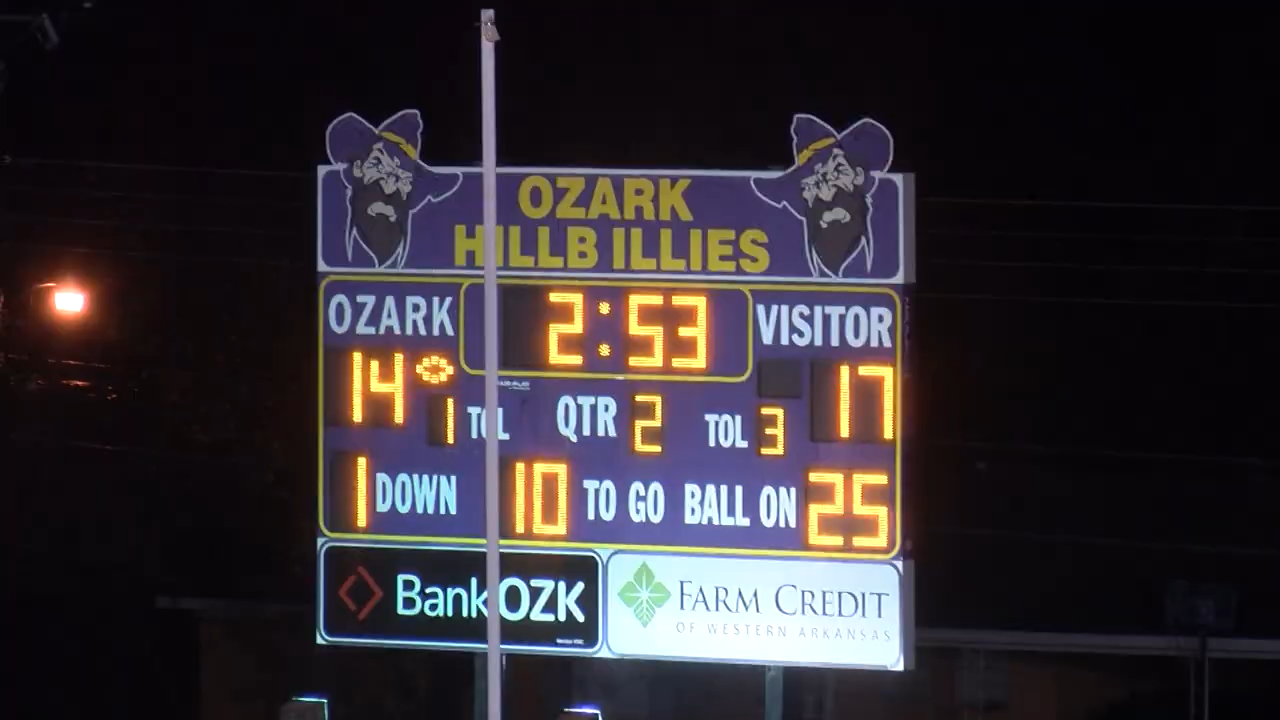 OZARK
HILLBILLIES
OZARK 2:53 VISITOR
14 17
1 TOL QTR 2 TOL 3
1 DOWN 10 TO GO BALL ON 25
BankOZK
FARM CREDIT
OF WESTERN ARKANSAS